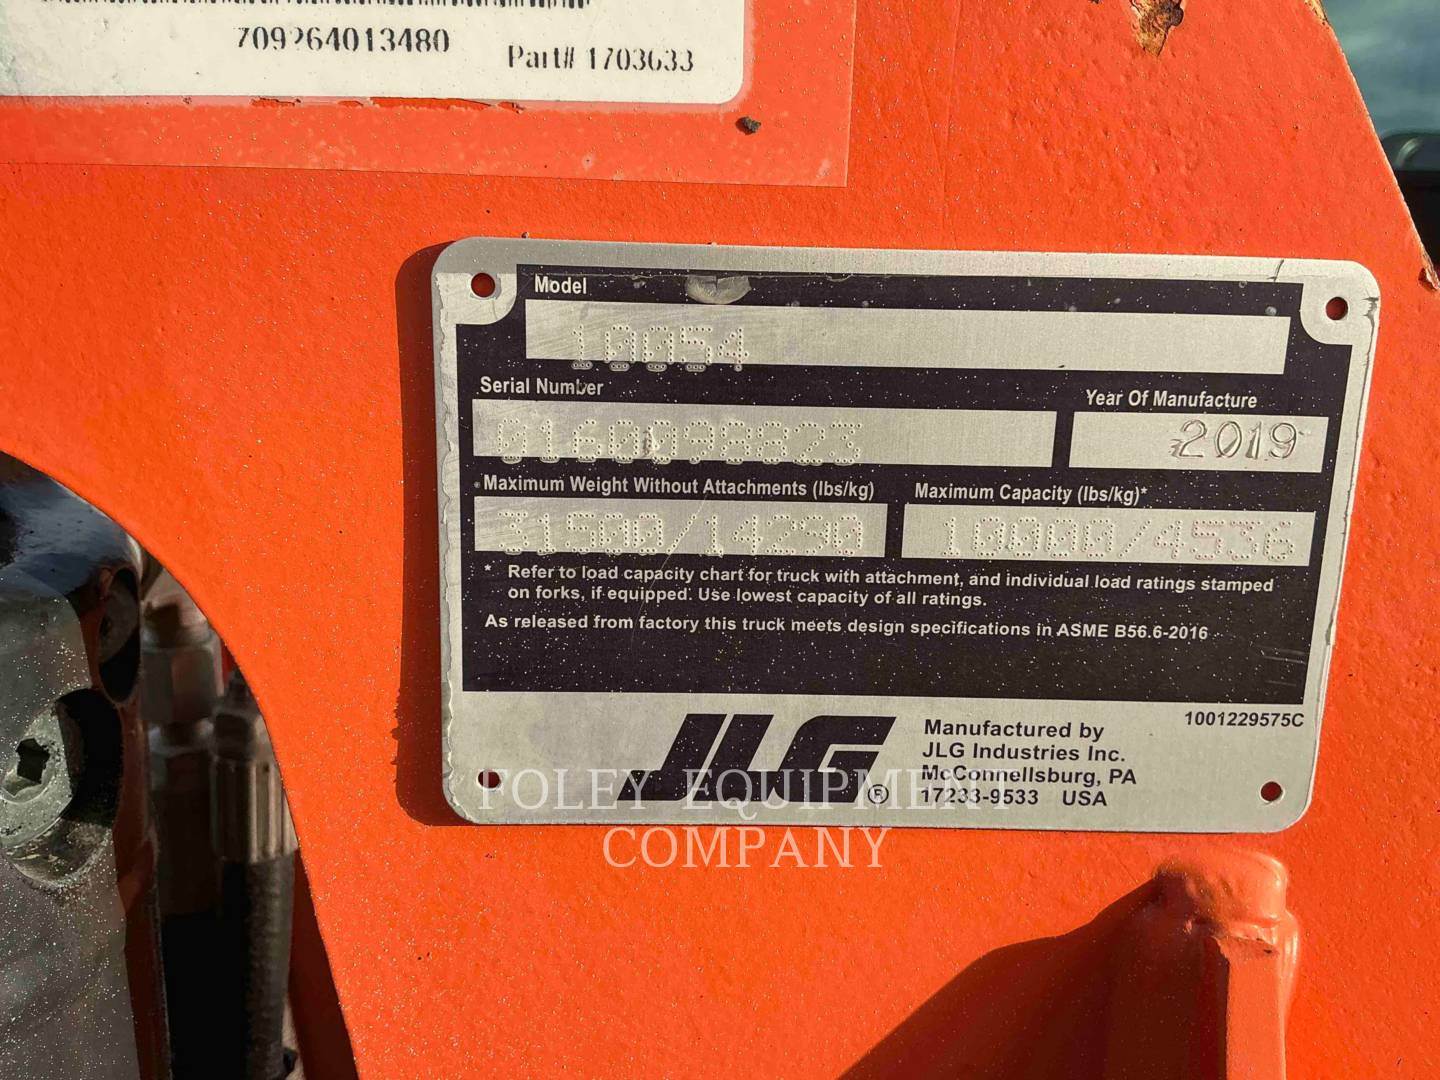 709264013480 Part# 1703633
Model
10054
Serial Number
Year Of Manufacture
0160098823
2019
Maximum Weight Without Attachments (lbs/kg)
Maximum Capacity (lbs/kg)*
31500/14290
10000/4536
* Refer to load capacity chart for truck with attachment, and individual load ratings stamped
on forks, if equipped. Use lowest capacity of all ratings.
As released from factory this truck meets design specifications in ASME B56.6-2016
1001229575C
JLG®
Manufactured by
JLG Industries Inc.
McConnellsburg, PA
17233-9533 USA
FOLEY EQUIPMENT
COMPANY